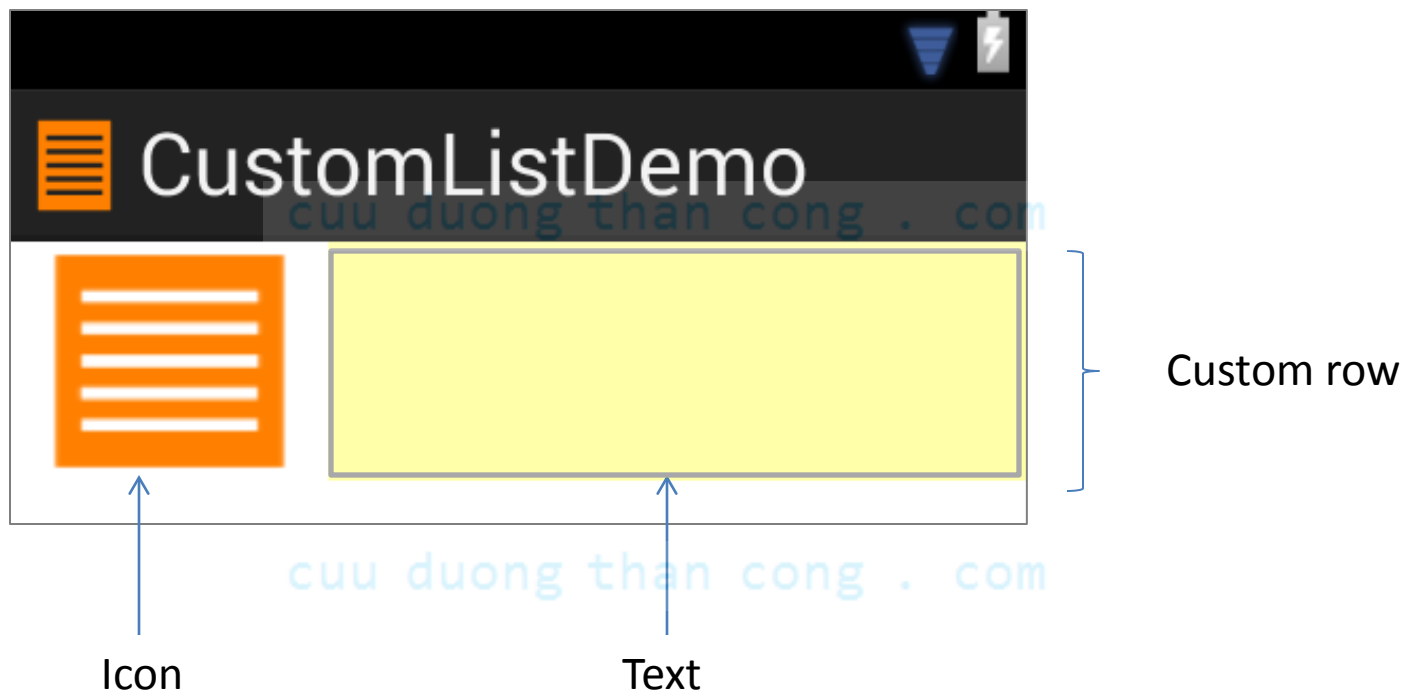 CustomListDemo
cuu duong than cong . com
Custom row
cuu duong than cong . com
Icon
Text